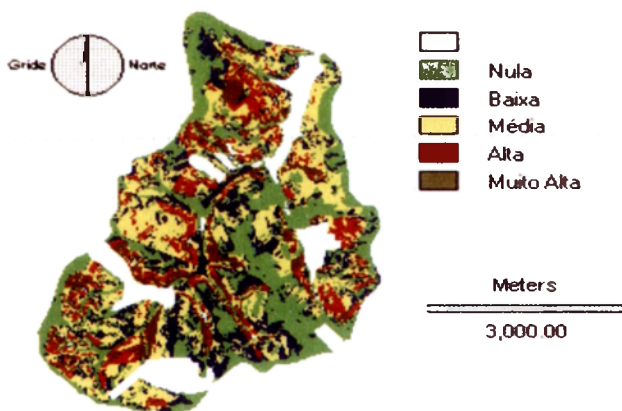 Gride Norte
Nula
Baixa
Média
Alta
Muito Alta
Meters
3,000.00